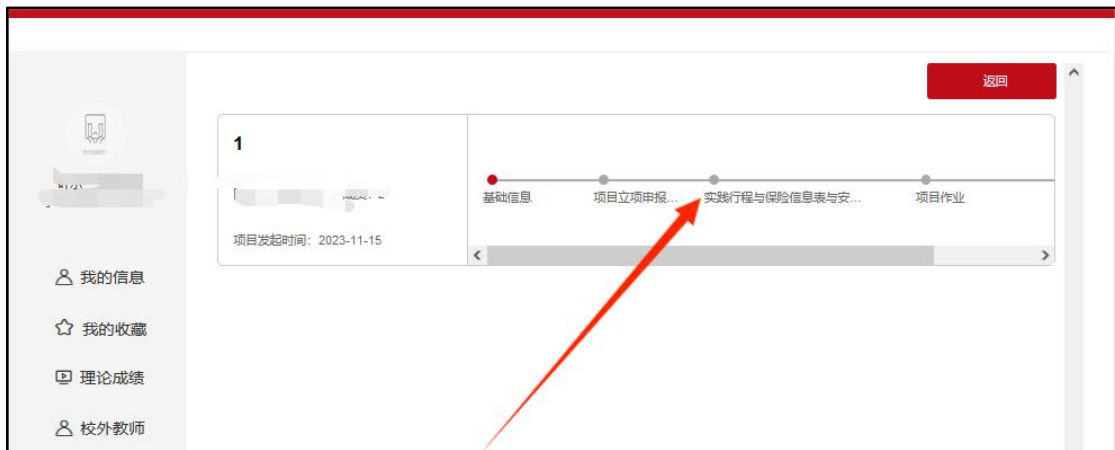 返回
1
项目发起时间：2023-11-15
基础信息
项目立项申报...
实践行程与保险信息表与安...
项目作业
我的信息
我的收藏
理论成绩
校外教师